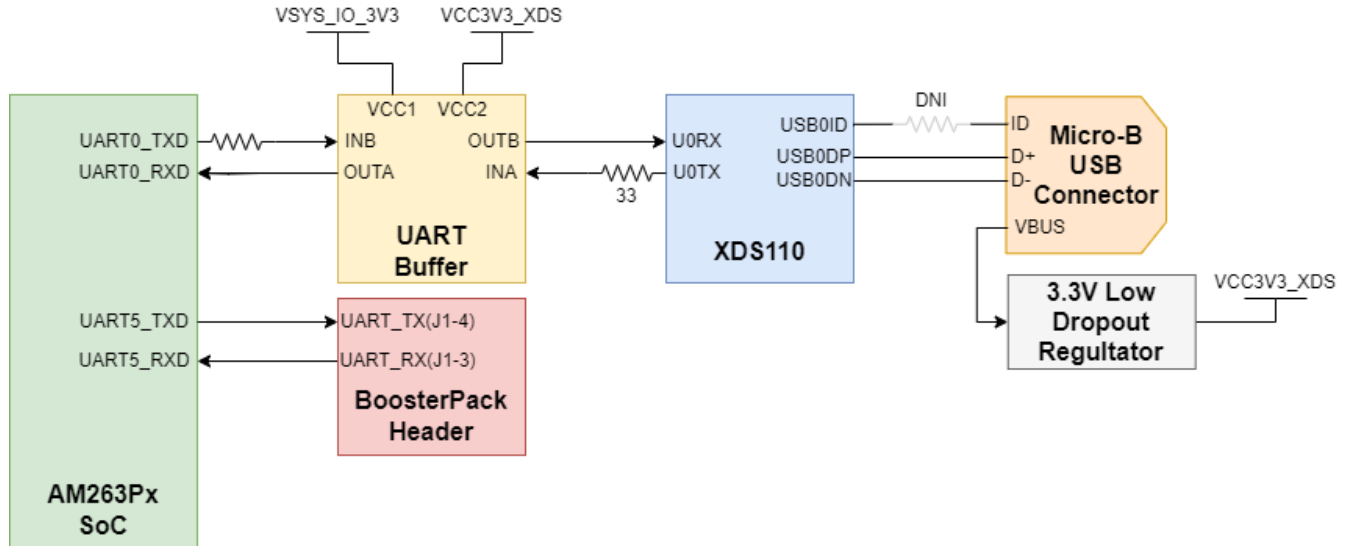 VSYS_IO_3V3
VCC3V3_XDS
VCC1
VCC2
UART0_TXD
INB
OUTB
U0RX
USB0ID
DNI
ID
UART0_RXD
OUTA
INA
33
U0TX
USB0DP
USB0DN
D+
D-
Micro-B
USB
Connector
VBUS
UART
Buffer
XDS110
3.3V Low
Dropout
Regultator
VCC3V3_XDS
UART5_TXD
UART_TX(J1-4)
UART5_RXD
UART_RX(J1-3)
BoosterPack
Header
AM263Px
SoC